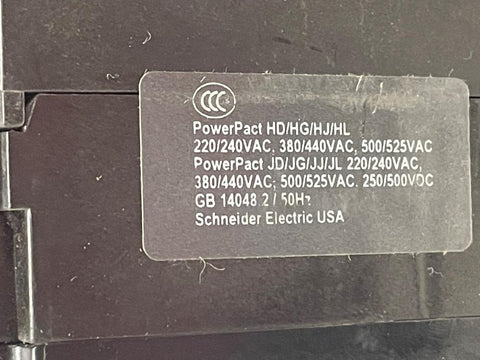 CCC
PowerPact HD/HG/HJ/HL
220/240VAC, 380/440VAC, 500/525VAC
PowerPact JD/JG/JJ/JL 220/240VAC,
380/440VAC, 500/525VAC. 250/500VDC
GB 14048.2 / 50Hz
Schneider Electric USA